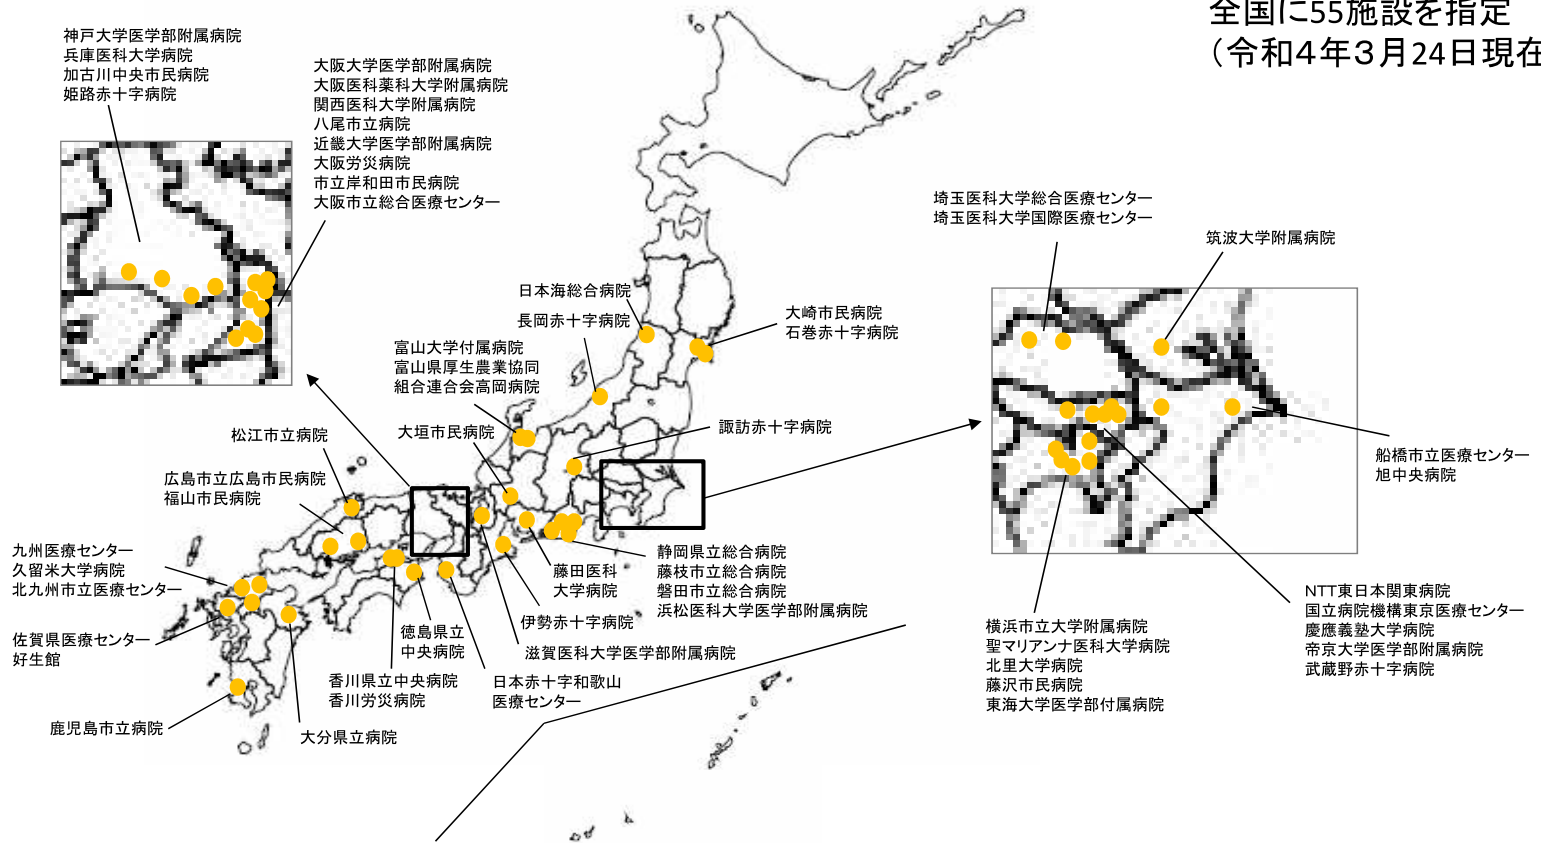 全国に55施設を指定
（令和４年３月24日現在
神戸大学医学部附属病院
兵庫医科大学病院
加古川中央市民病院
姫路赤十字病院
大阪大学医学部附属病院
大阪医科薬科大学附属病院
関西医科大学附属病院
八尾市立病院
近畿大学医学部附属病院
大阪労災病院
市立岸和田市民病院
大阪市立総合医療センター
埼玉医科大学総合医療センター
埼玉医科大学国際医療センター
筑波大学附属病院
日本海総合病院
長岡赤十字病院
大崎市民病院
石巻赤十字病院
富山大学付属病院
富山県厚生農業協同
組合連合会高岡病院
大垣市民病院
諏訪赤十字病院
松江市立病院
広島市立広島市民病院
福山市民病院
船橋市立医療センター
旭中央病院
九州医療センター
久留米大学病院
北九州市立医療センター
佐賀県医療センター
好生館
鹿児島市立病院
大分県立病院
香川県立中央病院
香川労災病院
徳島県立
中央病院
日本赤十字和歌山
医療センター
滋賀医科大学医学部附属病院
伊勢赤十字病院
藤田医科
大学病院
静岡県立総合病院
藤枝市立総合病院
磐田市立総合病院
浜松医科大学医学部附属病院
横浜市立大学附属病院
聖マリアンナ医科大学病院
北里大学病院
藤沢市民病院
東海大学医学部付属病院
NTT東日本関東病院
国立病院機構東京医療センター
慶應義塾大学病院
帝京大学医学部附属病院
武蔵野赤十字病院